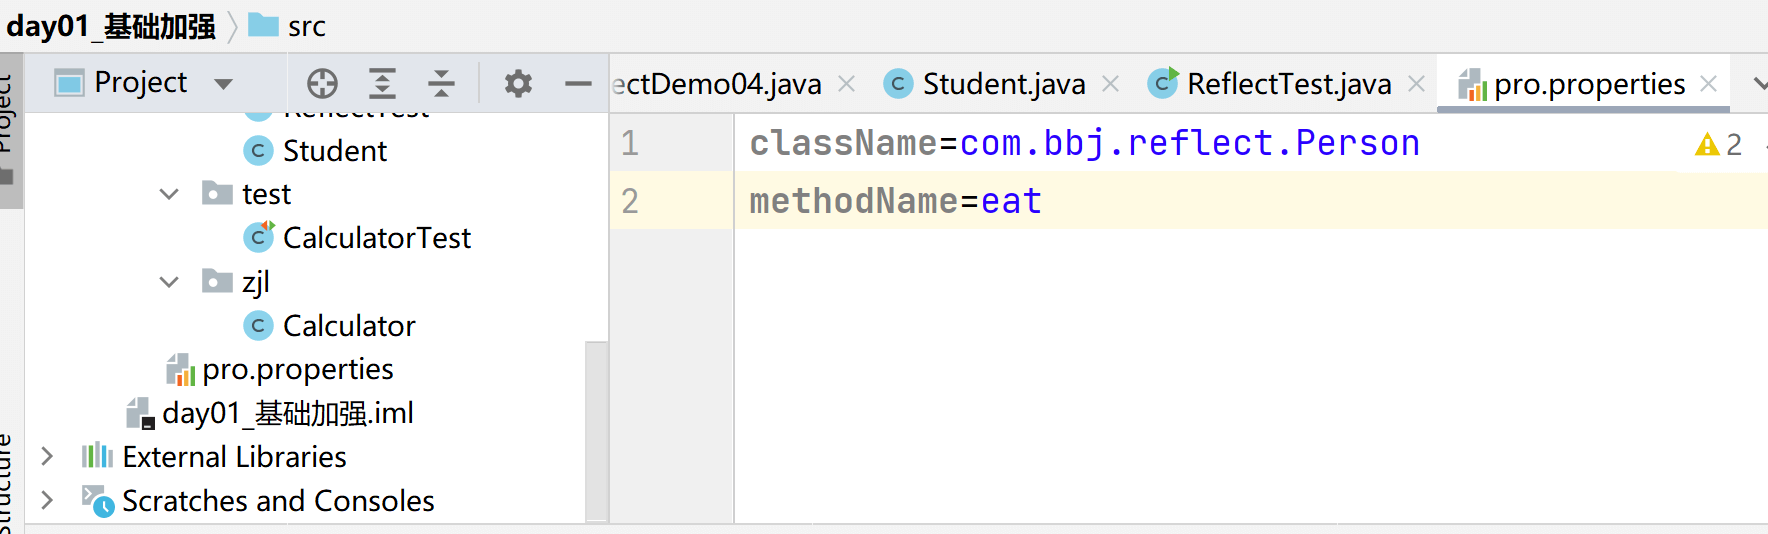 day01_基础加强 src
Project
ectDemo04.java Student.java ReflectTest.java pro.properties
Project
ReflectTest
Student
test
CalculatorTest
zjl
Calculator
pro.properties
day01_基础加强.iml
External Libraries
Scratches and Consoles
Structure
1 className=com.bbj.reflect.Person 2
2 methodName=eat